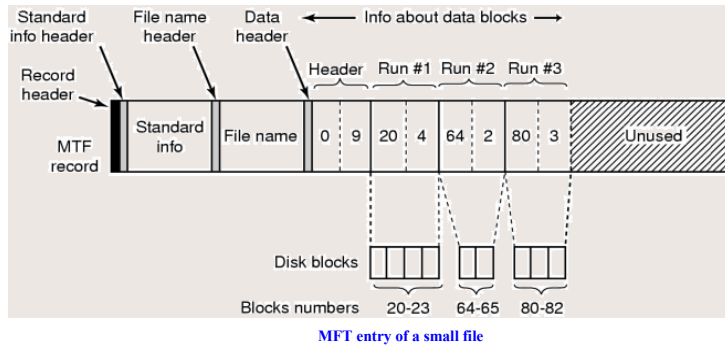 Standard info header
File name header
Data header
Info about data blocks
Record header
Header
Run #1
Run #2
Run #3
MTF record
Standard info
File name
0 9 20 4 64 2 80 3
Unused
Disk blocks
Blocks numbers
20-23
64-65
80-82
MFT entry of a small file